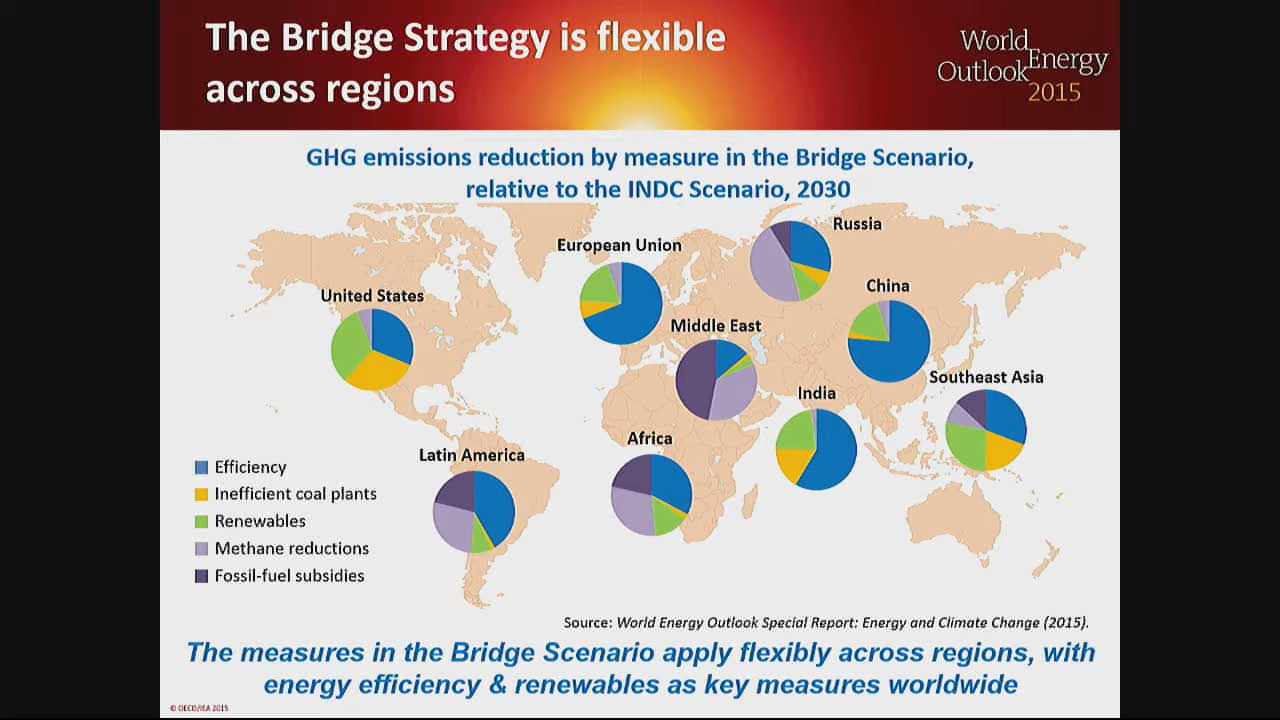 The Bridge Strategy is flexible
across regions
World
Energy
Outlook
2015
GHG emissions reduction by measure in the Bridge Scenario,
relative to the INDC Scenario, 2030
Russia
European Union
China
United States
Middle East
Southeast Asia
India
Africa
Latin America
Efficiency
Inefficient coal plants
Renewables
Methane reductions
Fossil-fuel subsidies
Source: World Energy Outlook Special Report: Energy and Climate Change (2015).
The measures in the Bridge Scenario apply flexibly across regions, with
energy efficiency & renewables as key measures worldwide
© OECD/IEA 2015